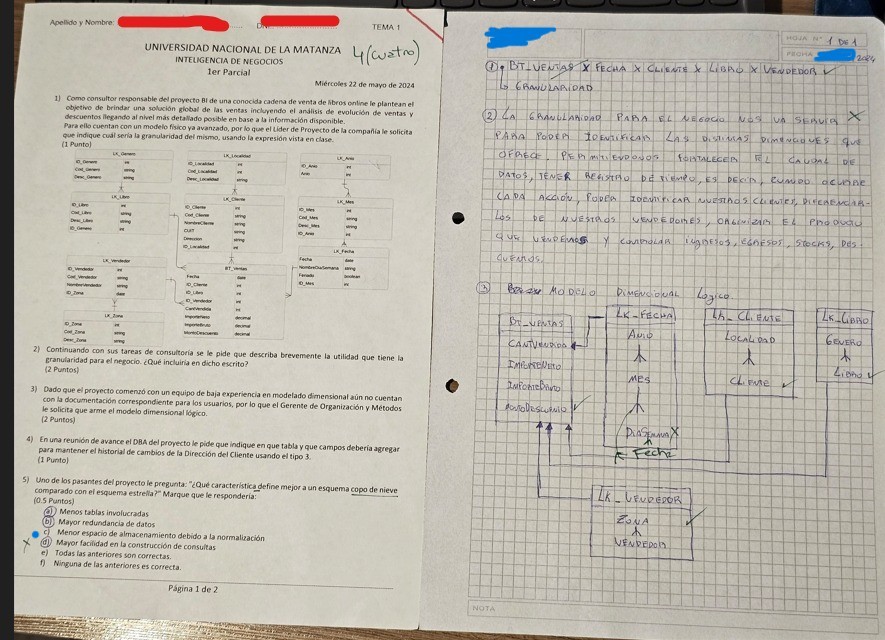 Apellido y Nombre:
TEMA 1
UNIVERSIDAD NACIONAL DE LA MATANZA
4 (cuatro)
INTELIGENCIA DE NEGOCIOS
1er Parcial
Miércoles 22 de mayo de 2024
1) Como consultor responsable del proyecto BI de una conocida cadena de venta de libros online le plantean el
objetivo de brindar una solución global de las ventas incluyendo el análisis de evolución de ventas y
descuentos llegando al nivel más detallado posible en base a la información disponible.
Para ello cuentan con un modelo físico ya avanzado, por lo que el Líder de Proyecto de la compañía le solicita
que indique cuál sería la granularidad del mismo, usando la expresión vista en clase.
(1 Punto)
LK_Genero
ID_Genero int
Cod_Genero string
Desc_Genero string
LK_Localidad
ID_Localidad int
Cod_Localidad string
Desc_Localidad string
LK_Anio
ID_Anio int
Anio int
LK_Libro
ID_Libro int
Cod_Libro string
Desc_Libro string
ID_Genero int
LK_Cliente
ID_Cliente int
Cod_Cliente string
NombreCliente string
CUIT string
Direccion string
ID_Localidad int
LK_Mes
ID_Mes int
Cod_Mes string
Desc_Mes string
ID_Anio int
LK_Fecha
Fecha date
NombreDiaSemana string
Feriado boolean
ID_Mes int
LK_Vendedor
ID_Vendedor int
Cod_Vendedor string
NombreVendedor string
ID_Zona date
BT_Ventas
Fecha date
ID_Cliente int
ID_Libro int
ID_Vendedor int
CantVendida int
ImporteNeto decimal
ImporteBruto decimal
MontoDescuento decimal
LK_Zona
ID_Zona int
Cod_Zona string
Desc_Zona string
2) Continuando con sus tareas de consultoría se le pide que describa brevemente la utilidad que tiene la
granularidad para el negocio. ¿Qué incluiría en dicho escrito?
(2 Puntos)
3) Dado que el proyecto comenzó con un equipo de baja experiencia en modelado dimensional aún no cuentan
con la documentación correspondiente para los usuarios, por lo que el Gerente de Organización y Métodos
le solicita que arme el modelo dimensional lógico.
(2 Puntos)
4) En una reunión de avance el DBA del proyecto le pide que indique en que tabla y que campos debería agregar
para mantener el historial de cambios de la Dirección del Cliente usando el tipo 3.
(1 Punto)
5) Uno de los pasantes del proyecto le pregunta: "¿Qué característica define mejor a un esquema copo de nieve
comparado con el esquema estrella?" Marque que le respondería:
(0.5 Puntos)
a) Menos tablas involucradas
b) Mayor redundancia de datos
c) Menor espacio de almacenamiento debido a la normalización
d) Mayor facilidad en la construcción de consultas
e) Todas las anteriores son correctas.
f) Ninguna de las anteriores es correcta.
Página 1 de 2
HOJA Nº 1 DE 1
FECHA 2024
① BT_VENTAS X FECHA X CLIENTE X LIBRO X VENDEDOR
GRANULARIDAD
② LA GRANULARIDAD PARA EL NEGOCIO NOS VA SERVIR
PARA PODER IDENTIFICAR LAS DISTINTAS DIMENCIONES QUE
OFRECE. PERMITIENDONOS FORTALECER EL CAUDAL DE
DATOS, TENER REGISTRO DE TIEMPO, ES DECIR, CUANDO OCURRE
CADA ACCIÓN, PODER IDENTIFICAR NUESTROS CLIENTES, DIFERENCIAR-
LOS DE NUESTROS VENDEDORES, ORGANIZAR EL PRODUCTO
QUE VENDEMOS Y CONTROLAR INGRESOS, EGRESOS, STOCKS, DES-
CUENTOS.
③ MODELO DIMENCIONAL LOGICO
BT_VENTAS
CANTVENDIDA
IMPORTENETO
IMPORTEBRUTO
MONTODESCUENTO
LK_FECHA
AÑIO
MES
DIASEMANA
Fecha
LK_CLIENTE
LOCALIDAD
CLIENTE
LK_LIBRO
GENERO
LIBRO
LK_VENDEDOR
ZONA
VENDEDOR
NOTA